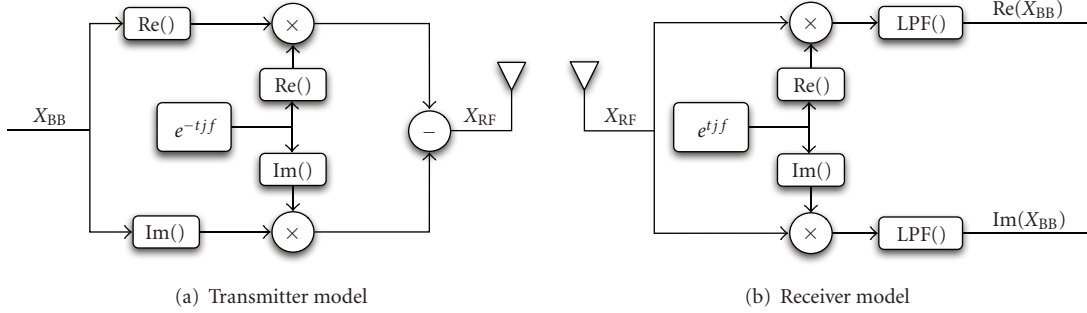 Re()
×
Re()
X_BB
e^{-tjf}
−
X_RF
Im()
Im()
×
(a) Transmitter model
×
LPF()
Re(X_BB)
Re()
X_RF
e^{tjf}
Im()
×
LPF()
Im(X_BB)
(b) Receiver model